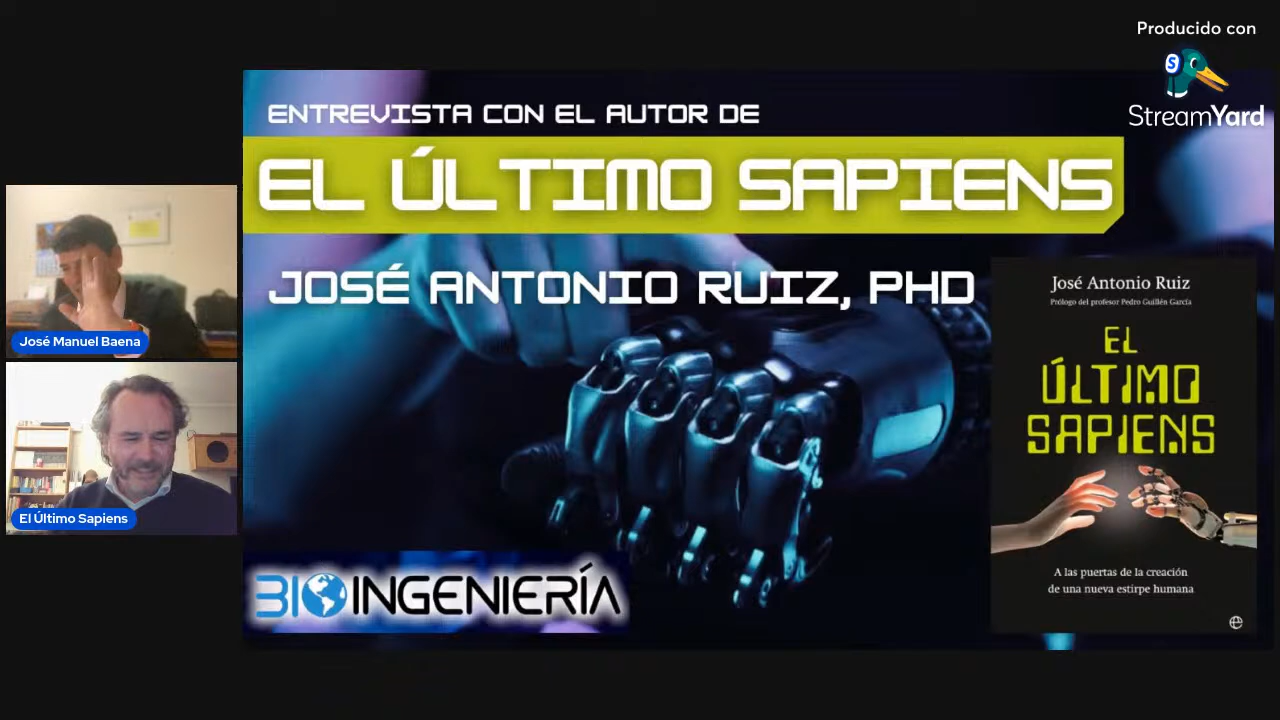 Producido con
StreamYard
ENTREVISTA CON EL AUTOR DE
EL ÚLTIMO SAPIENS
JOSÉ ANTONIO RUIZ, PHD
José Antonio Ruiz
Prólogo del profesor Pedro Guillén García
EL
ÚLTIMO
SAPIENS
A las puertas de la creación
de una nueva estirpe humana
José Manuel Baena
El Último Sapiens
BIOINGENIERÍA